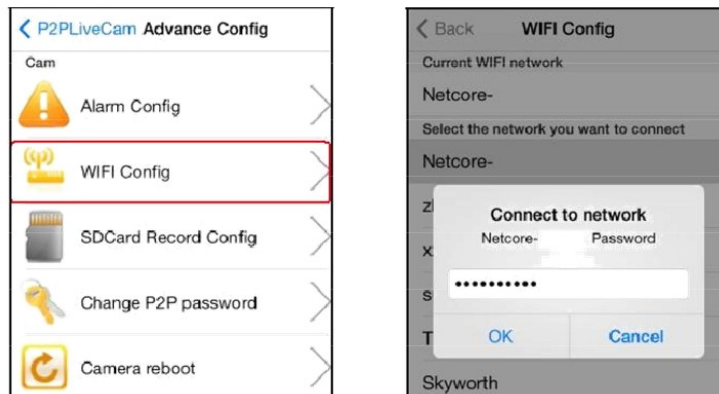 P2PLiveCam Advance Config
Cam
Alarm Config
WIFI Config
SDCard Record Config
Change P2P password
Camera reboot
Back WIFI Config
Current WIFI network
Netcore-
Select the network you want to connect
Netcore-
Connect to network
Netcore- Password
••••••••••
OK Cancel
Skyworth